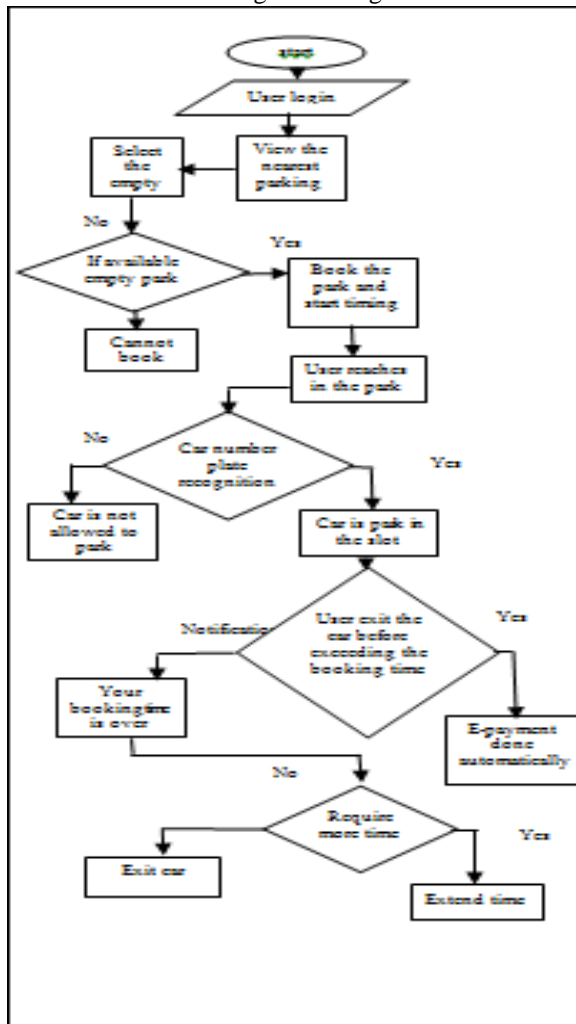 start
User login
View the
nearest
parking
Select
the
empty
No
Yes
If available
empty park
Book the
park and
start timing
Cannot
book
User reaches
in the park
No
Car number
plate
recognition
Yes
Car is not
allowed to
park
Car is park in
the slot
User exit the
car before
exceeding the
booking time
Yes
Notification
Your
booking time
is over
E-payment
done
automatically
No
Require
more time
Yes
Exit car
Extend time